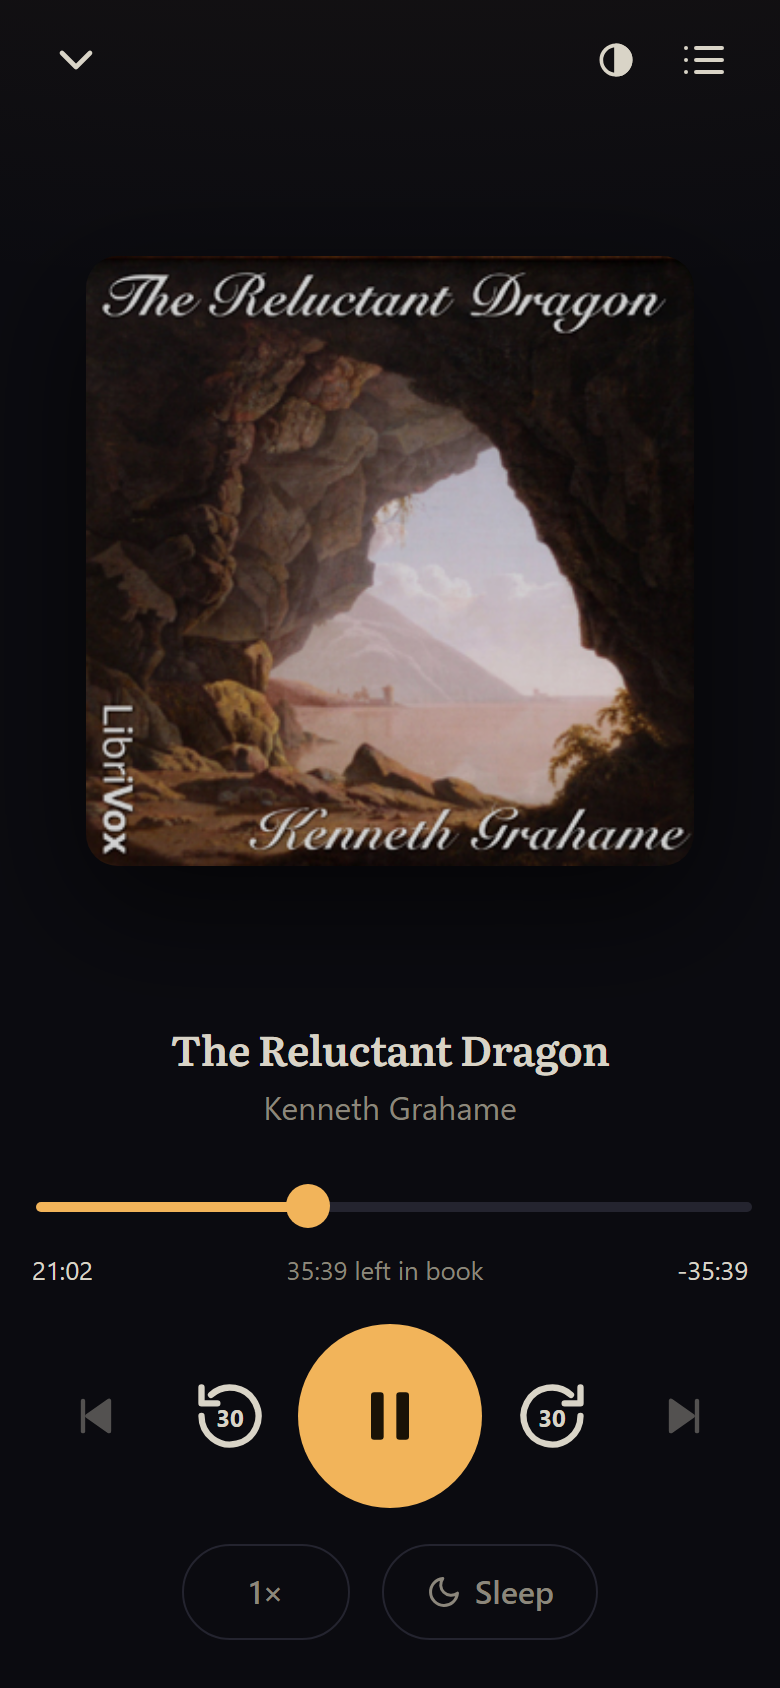 The Reluctant Dragon
LibriVox
Kenneth Grahame
The Reluctant Dragon
Kenneth Grahame
21:02 35:39 left in book -35:39
30 30
1× Sleep